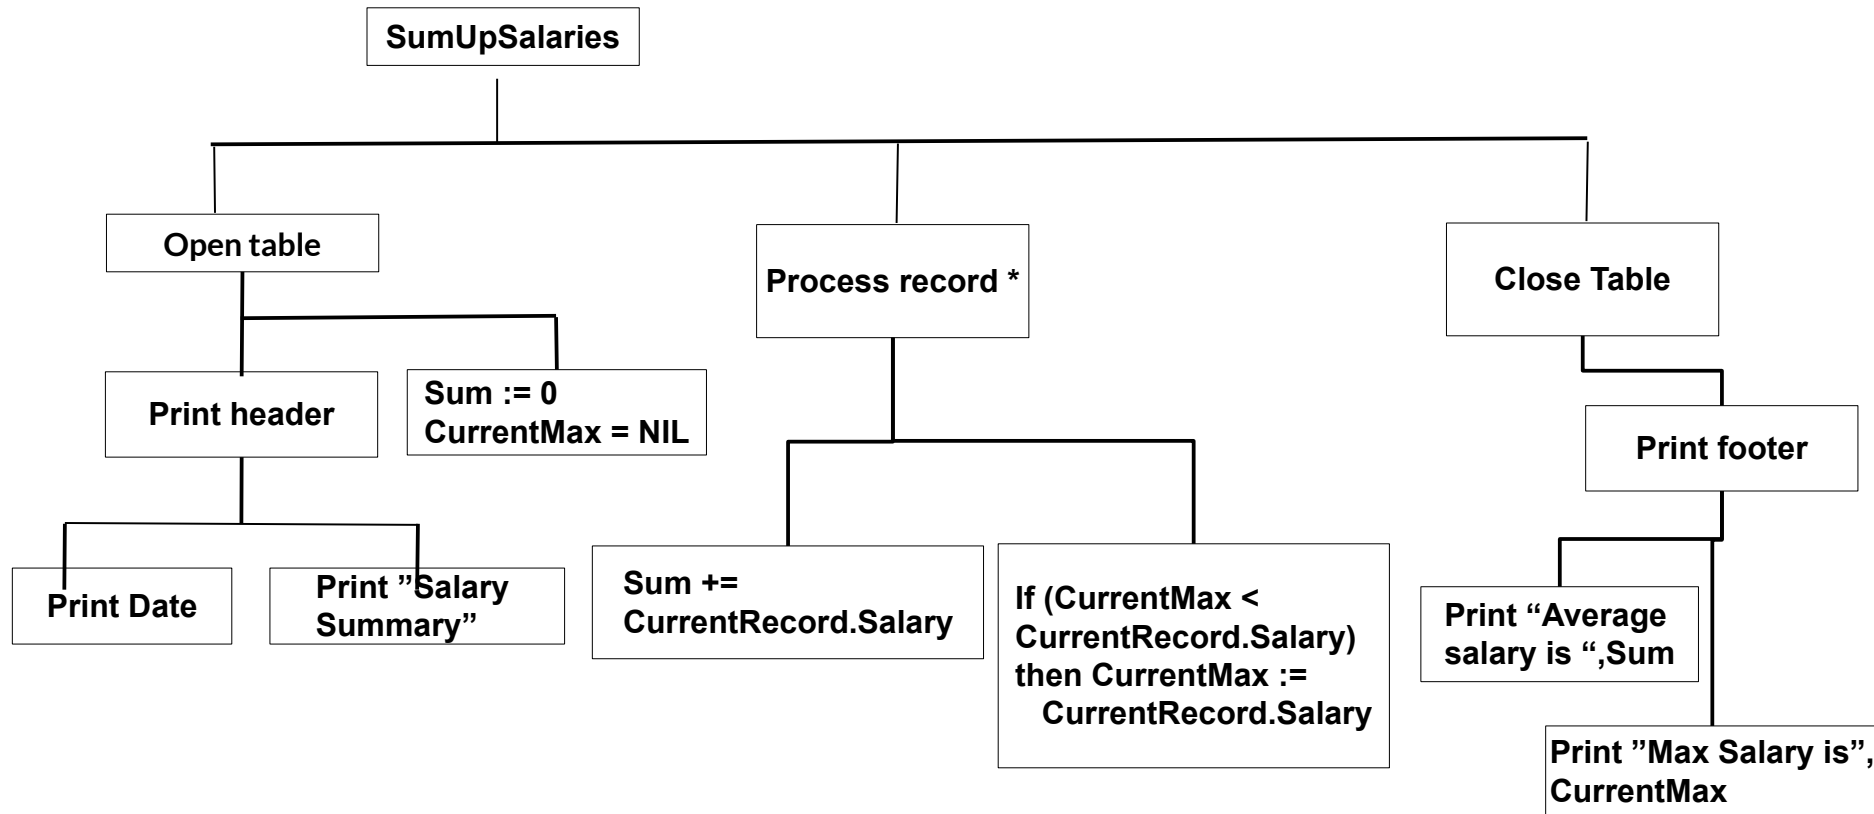 SumUpSalaries
Open table
Process record *
Close Table
Print header
Sum := 0
CurrentMax = NIL
Print footer
Print Date
Print ”Salary
Summary”
Sum +=
CurrentRecord.Salary
If (CurrentMax <
CurrentRecord.Salary)
then CurrentMax :=
CurrentRecord.Salary
Print “Average
salary is “,Sum
Print ”Max Salary is”,
CurrentMax